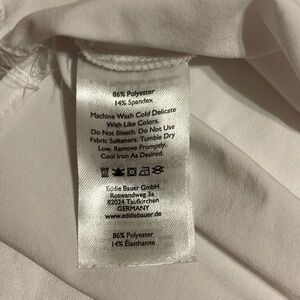 86% Polyester
14% Spandex
Machine Wash Cold Delicate
With Like Colors.
Do Not Bleach. Do Not Use
Fabric Softeners. Tumble Dry
Low. Remove Promptly.
Cool Iron As Desired.
Eddie Bauer GmbH
Rotwandweg 3a
82024 Taufkirchen
GERMANY
www.eddiebauer.de
86% Polyester
14% Élasthanne